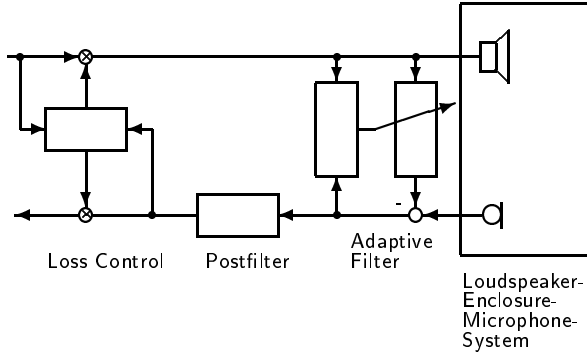 -
Loss Control
Postfilter
Adaptive
Filter
Loudspeaker-
Enclosure-
Microphone-
System